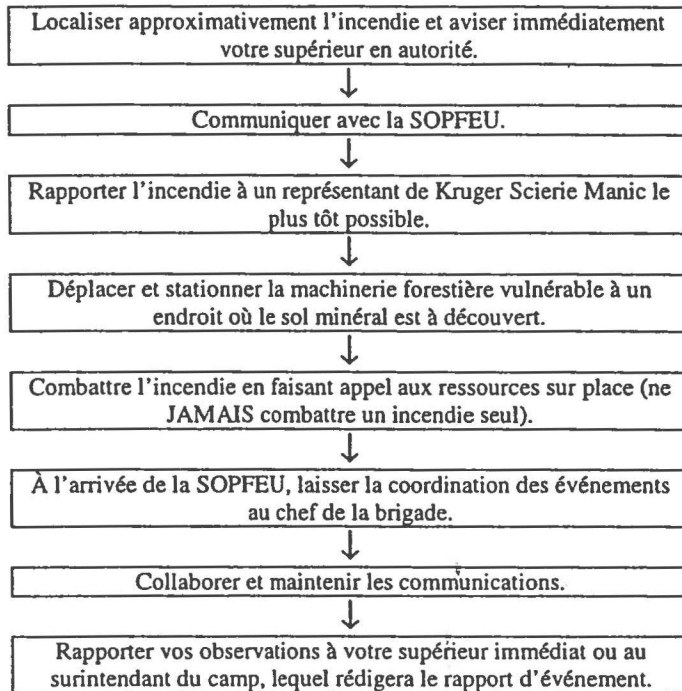 Localiser approximativement l'incendie et aviser immédiatement
votre supérieur en autorité.
Communiquer avec la SOPFEU.
Rapporter l'incendie à un représentant de Kruger Scierie Manic le
plus tôt possible.
Déplacer et stationner la machinerie forestière vulnérable à un
endroit où le sol minéral est à découvert.
Combattre l'incendie en faisant appel aux ressources sur place (ne
JAMAIS combattre un incendie seul).
À l'arrivée de la SOPFEU, laisser la coordination des événements
au chef de la brigade.
Collaborer et maintenir les communications.
Rapporter vos observations à votre supérieur immédiat ou au
surintendant du camp, lequel rédigera le rapport d'événement.